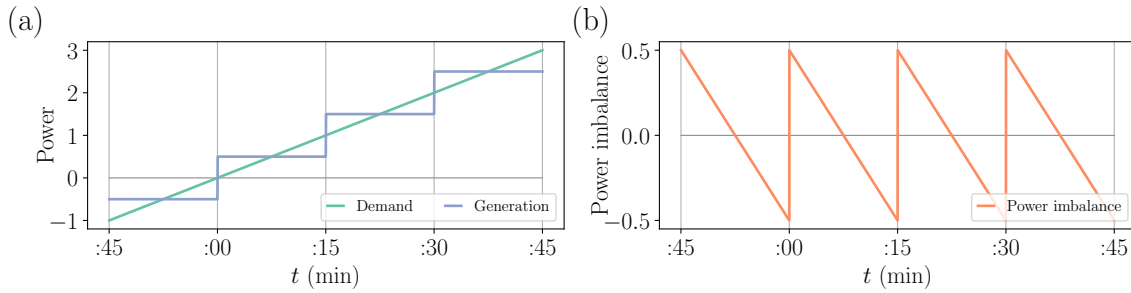 (a)
Power
3
2
1
0
−1
:45
:00
:15
:30
:45
t (min)
Demand
Generation
(b)
Power imbalance
0.5
0.0
−0.5
:45
:00
:15
:30
:45
t (min)
Power imbalance